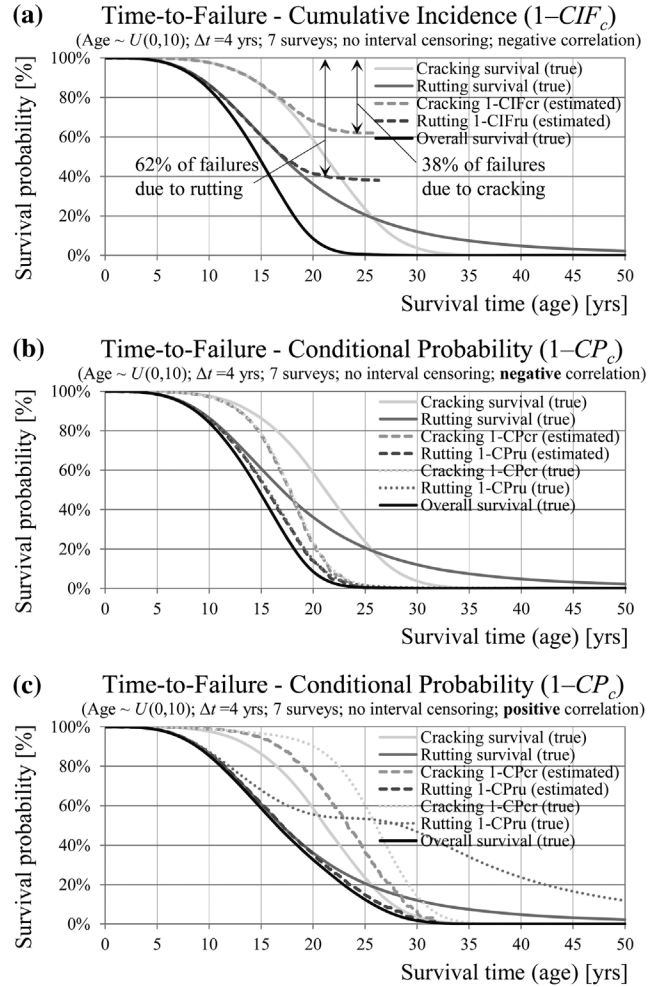 (a) Time-to-Failure - Cumulative Incidence (1–CIFc)
(Age ~ U(0,10); Δt =4 yrs; 7 surveys; no interval censoring; negative correlation)
Survival probability [%]
100%
80%
60%
40%
20%
0%
Cracking survival (true)
Rutting survival (true)
Cracking 1-CIFcr (estimated)
Rutting 1-CIFru (estimated)
Overall survival (true)
62% of failures
due to rutting
38% of failures
due to cracking
0 5 10 15 20 25 30 35 40 45 50
Survival time (age) [yrs]
(b) Time-to-Failure - Conditional Probability (1–CPc)
(Age ~ U(0,10); Δt =4 yrs; 7 surveys; no interval censoring; negative correlation)
Survival probability [%]
100%
80%
60%
40%
20%
0%
Cracking survival (true)
Rutting survival (true)
Cracking 1-CPcr (estimated)
Rutting 1-CPru (estimated)
Cracking 1-CPcr (true)
Rutting 1-CPru (true)
Overall survival (true)
0 5 10 15 20 25 30 35 40 45 50
Survival time (age) [yrs]
(c) Time-to-Failure - Conditional Probability (1–CPc)
(Age ~ U(0,10); Δt =4 yrs; 7 surveys; no interval censoring; positive correlation)
Survival probability [%]
100%
80%
60%
40%
20%
0%
Cracking survival (true)
Rutting survival (true)
Cracking 1-CPcr (estimated)
Rutting 1-CPru (estimated)
Cracking 1-CPcr (true)
Rutting 1-CPru (true)
Overall survival (true)
0 5 10 15 20 25 30 35 40 45 50
Survival time (age) [yrs]